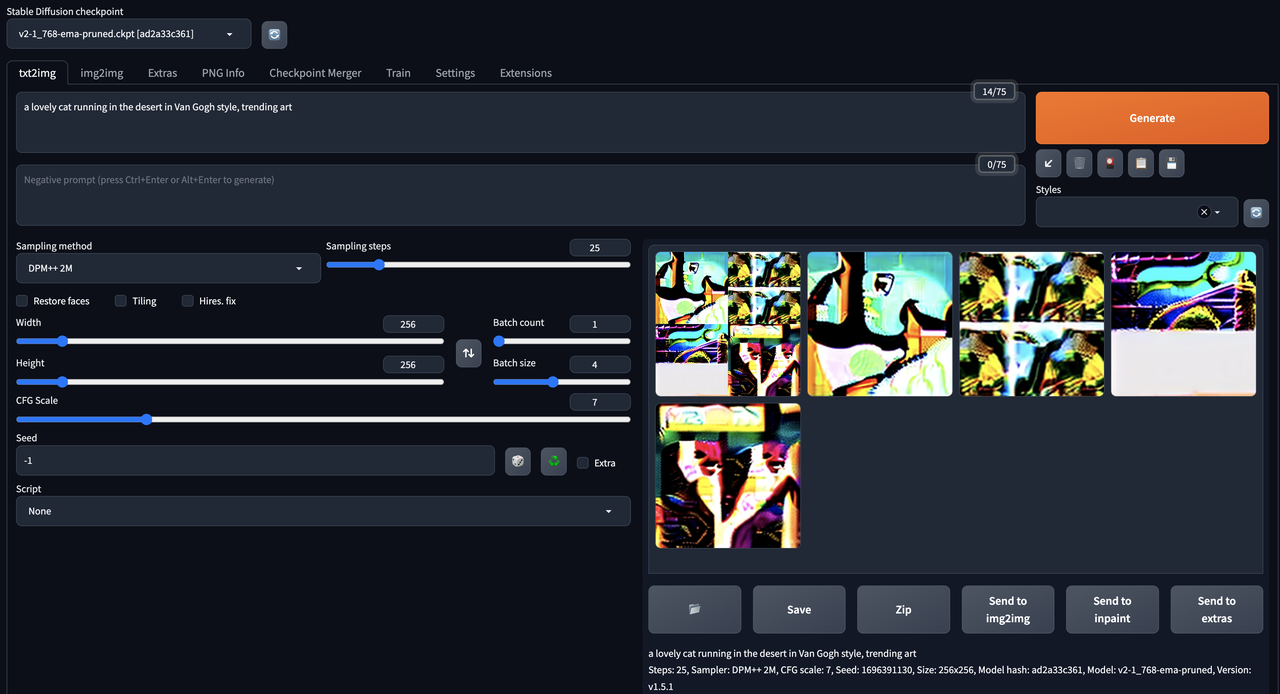 Stable Diffusion checkpoint
v2-1_768-ema-pruned.ckpt [ad2a33c361]
txt2img img2img Extras PNG Info Checkpoint Merger Train Settings Extensions
14/75
a lovely cat running in the desert in Van Gogh style, trending art
Generate
0/75
Negative prompt (press Ctrl+Enter or Alt+Enter to generate)
Styles
Sampling method
DPM++ 2M
Sampling steps
25
Restore faces Tiling Hires. fix
Width
256
Batch count
1
Height
256
Batch size
4
CFG Scale
7
Seed
-1
Extra
Script
None
Save
Zip
Send to
img2img
Send to
inpaint
Send to
extras
a lovely cat running in the desert in Van Gogh style, trending art
Steps: 25, Sampler: DPM++ 2M, CFG scale: 7, Seed: 1696391130, Size: 256x256, Model hash: ad2a33c361, Model: v2-1_768-ema-pruned, Version:
v1.5.1